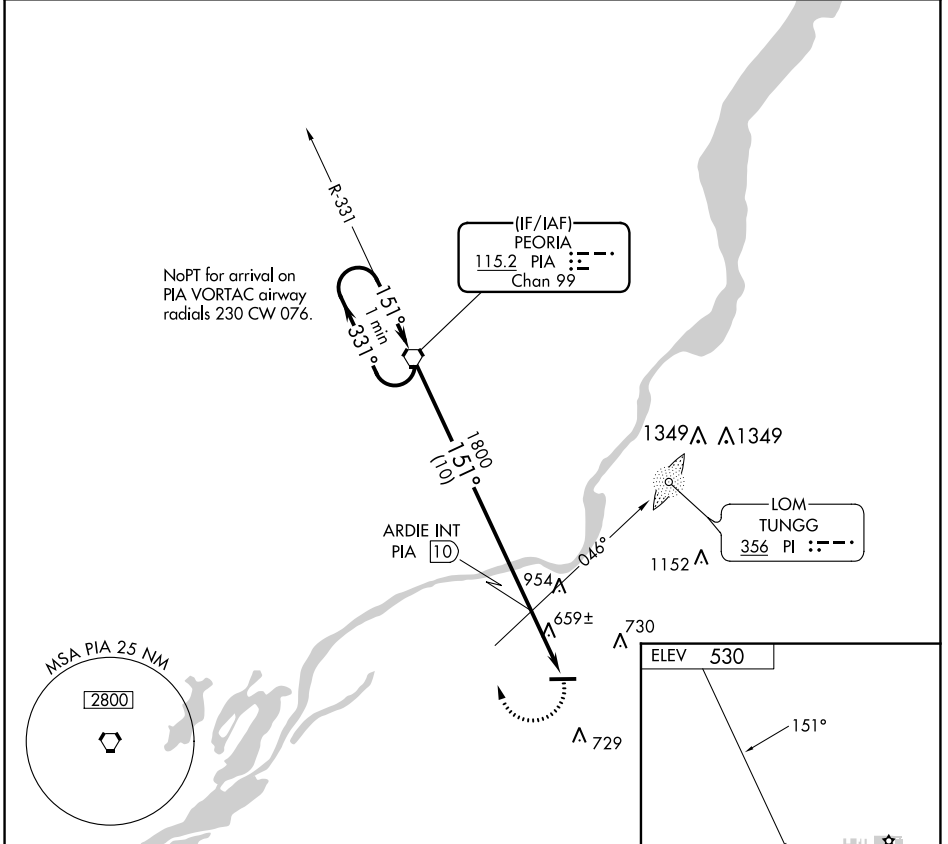 R-331
(IF/IAF)
PEORIA
115.2 PIA
Chan 99
NoPT for arrival on
PIA VORTAC airway
radials 230 CW 076.
151°
1 min
331°
1800
151°
(10)
1349 1349
LOM
TUNGG
356 PI
ARDIE INT
PIA 10
046°
1152
954
659±
730
MSA PIA 25 NM
2800
729
ELEV 530
151°